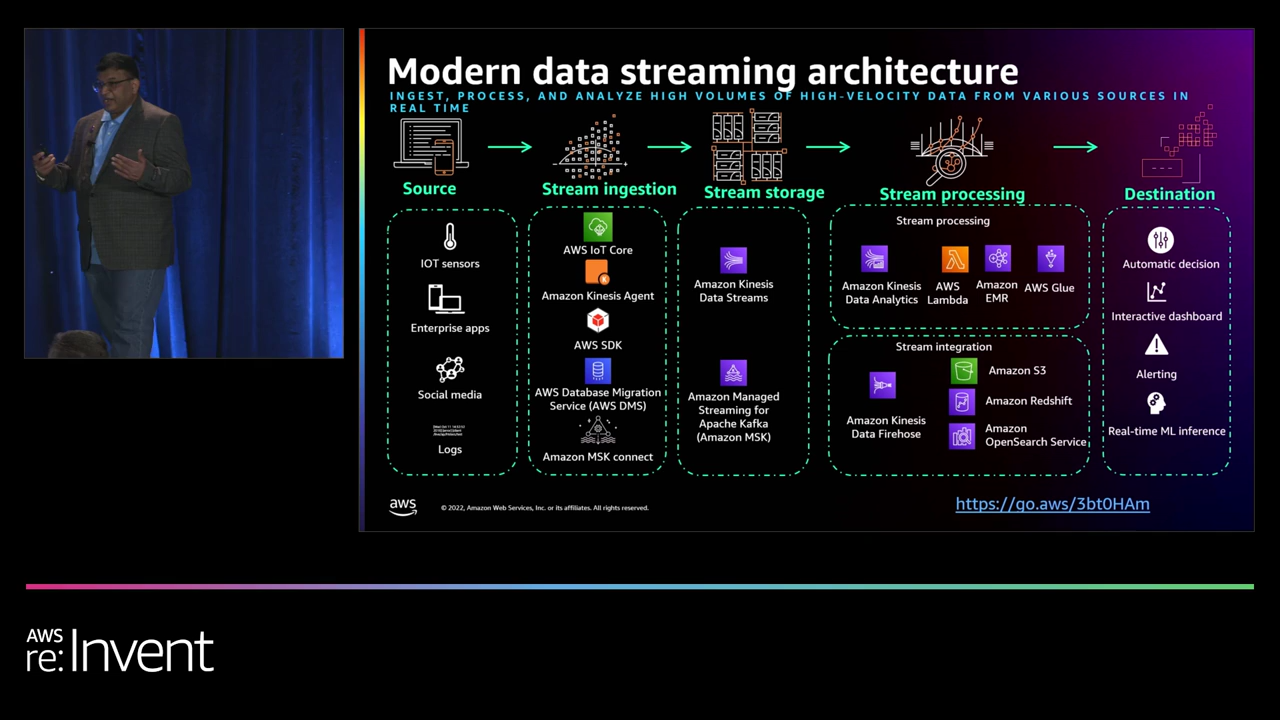 Modern data streaming architecture
INGEST, PROCESS, AND ANALYZE HIGH VOLUMES OF HIGH-VELOCITY DATA FROM VARIOUS SOURCES IN
REAL TIME
Source
Stream ingestion
Stream storage
Stream processing
Destination
IOT sensors
Enterprise apps
Social media
Logs
AWS IoT Core
Amazon Kinesis Agent
AWS SDK
AWS Database Migration
Service (AWS DMS)
Amazon MSK connect
Amazon Kinesis
Data Streams
Amazon Managed
Streaming for
Apache Kafka
(Amazon MSK)
Stream processing
Amazon Kinesis
Data Analytics
AWS
Lambda
Amazon
EMR
AWS Glue
Stream integration
Amazon Kinesis
Data Firehose
Amazon S3
Amazon Redshift
Amazon
OpenSearch Service
Automatic decision
Interactive dashboard
Alerting
Real-time ML inference
aws
© 2022, Amazon Web Services, Inc. or its affiliates. All rights reserved.
https://go.aws/3bt0HAm
AWS
re:Invent